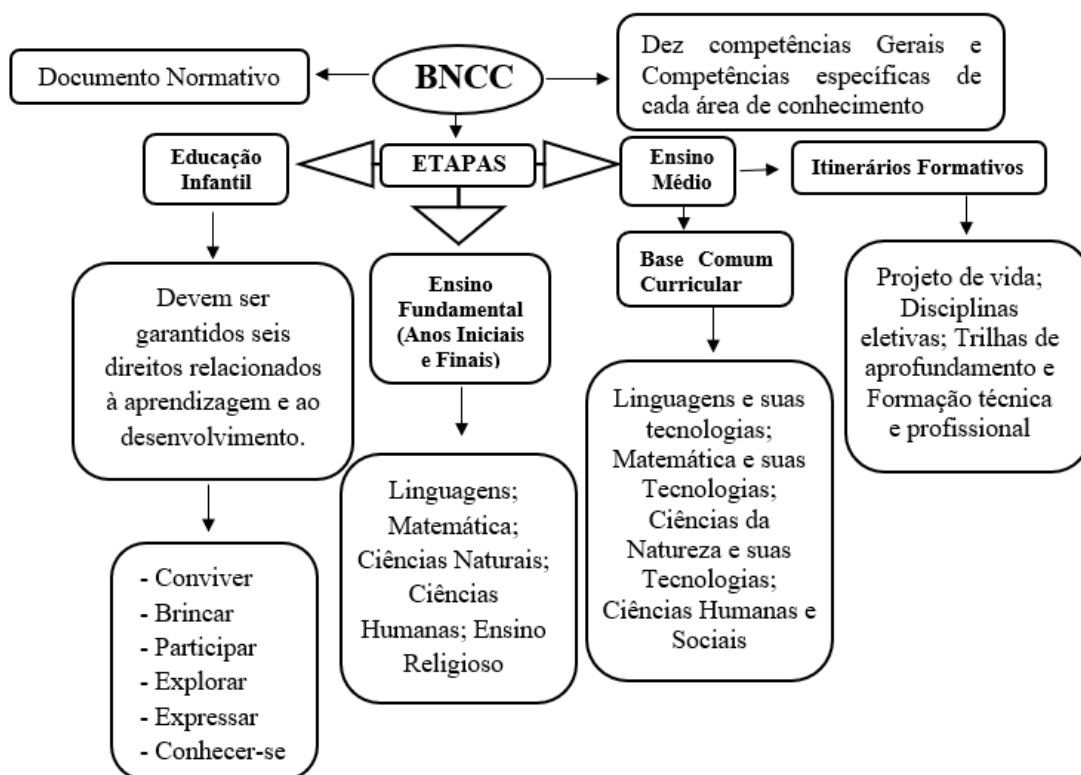 Documento Normativo
BNCC
Dez competências Gerais e
Competências específicas de
cada área de conhecimento
Educação
Infantil
ETAPAS
Ensino
Médio
Itinerários Formativos
Devem ser
garantidos seis
direitos relacionados
à aprendizagem e ao
desenvolvimento.
Ensino
Fundamental
(Anos Iniciais
e Finais)
Base Comum
Curricular
Projeto de vida;
Disciplinas
eletivas; Trilhas de
aprofundamento e
Formação técnica
e profissional
- Conviver
- Brincar
- Participar
- Explorar
- Expressar
- Conhecer-se
Linguagens;
Matemática;
Ciências Naturais;
Ciências
Humanas; Ensino
Religioso
Linguagens e suas
tecnologias;
Matemática e suas
Tecnologias;
Ciências da
Natureza e suas
Tecnologias;
Ciências Humanas e
Sociais